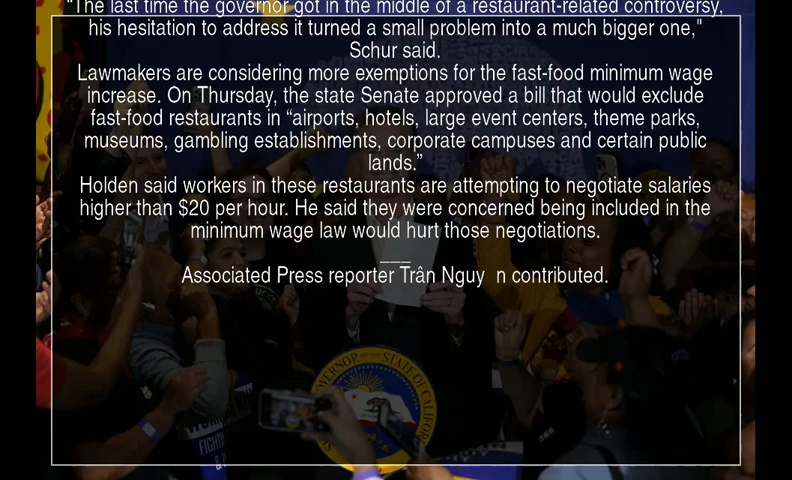 "The last time the governor got in the middle of a restaurant-related controversy,
his hesitation to address it turned a small problem into a much bigger one,"
Schur said.
Lawmakers are considering more exemptions for the fast-food minimum wage
increase. On Thursday, the state Senate approved a bill that would exclude
fast-food restaurants in “airports, hotels, large event centers, theme parks,
museums, gambling establishments, corporate campuses and certain public
lands.”
Holden said workers in these restaurants are attempting to negotiate salaries
higher than $20 per hour. He said they were concerned being included in the
minimum wage law would hurt those negotiations.
___
Associated Press reporter Trân Nguy n contributed.
GOVERNOR STATE OF CALIFOR
FIGHT